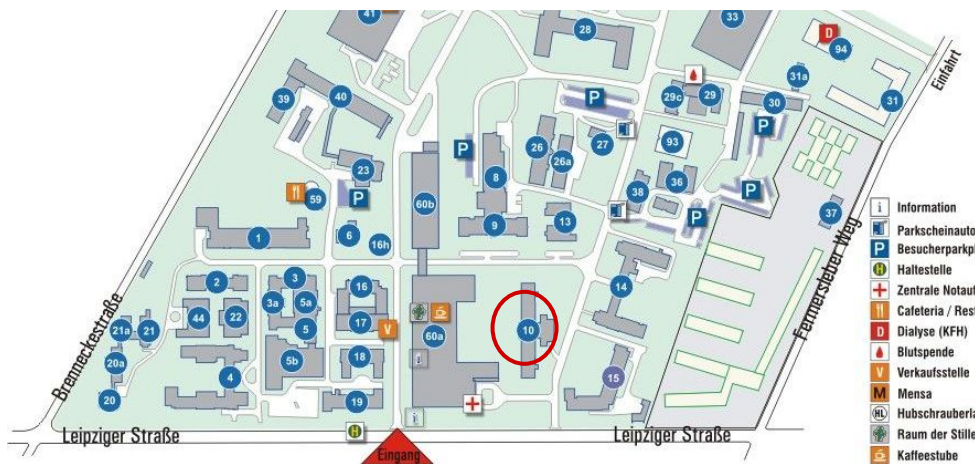 41
28
33
D
94
Einfahrt
31a
39
40
P
29c
29
30
31
P
27
93
P
23
P
8
26
26a
38
36
P
59
P
60b
P
37
1
6
16h
9
13
Fermersleber Weg
2
3
16
14
3a
5a
44
22
17
V
60a
10
21a
21
5
20a
5b
18
15
4
20
19
i
i
H
Brenneckestraße
Leipziger Straße
Leipziger Straße
Eingang
i Information
Parkscheinauto
P Besucherparkpl
H Haltestelle
Zentrale Notauf
Cafeteria / Rest
D Dialyse (KFH)
Blutspende
V Verkaufsstelle
M Mensa
HL Hubschrauberla
Raum der Stille
Kaffeestube